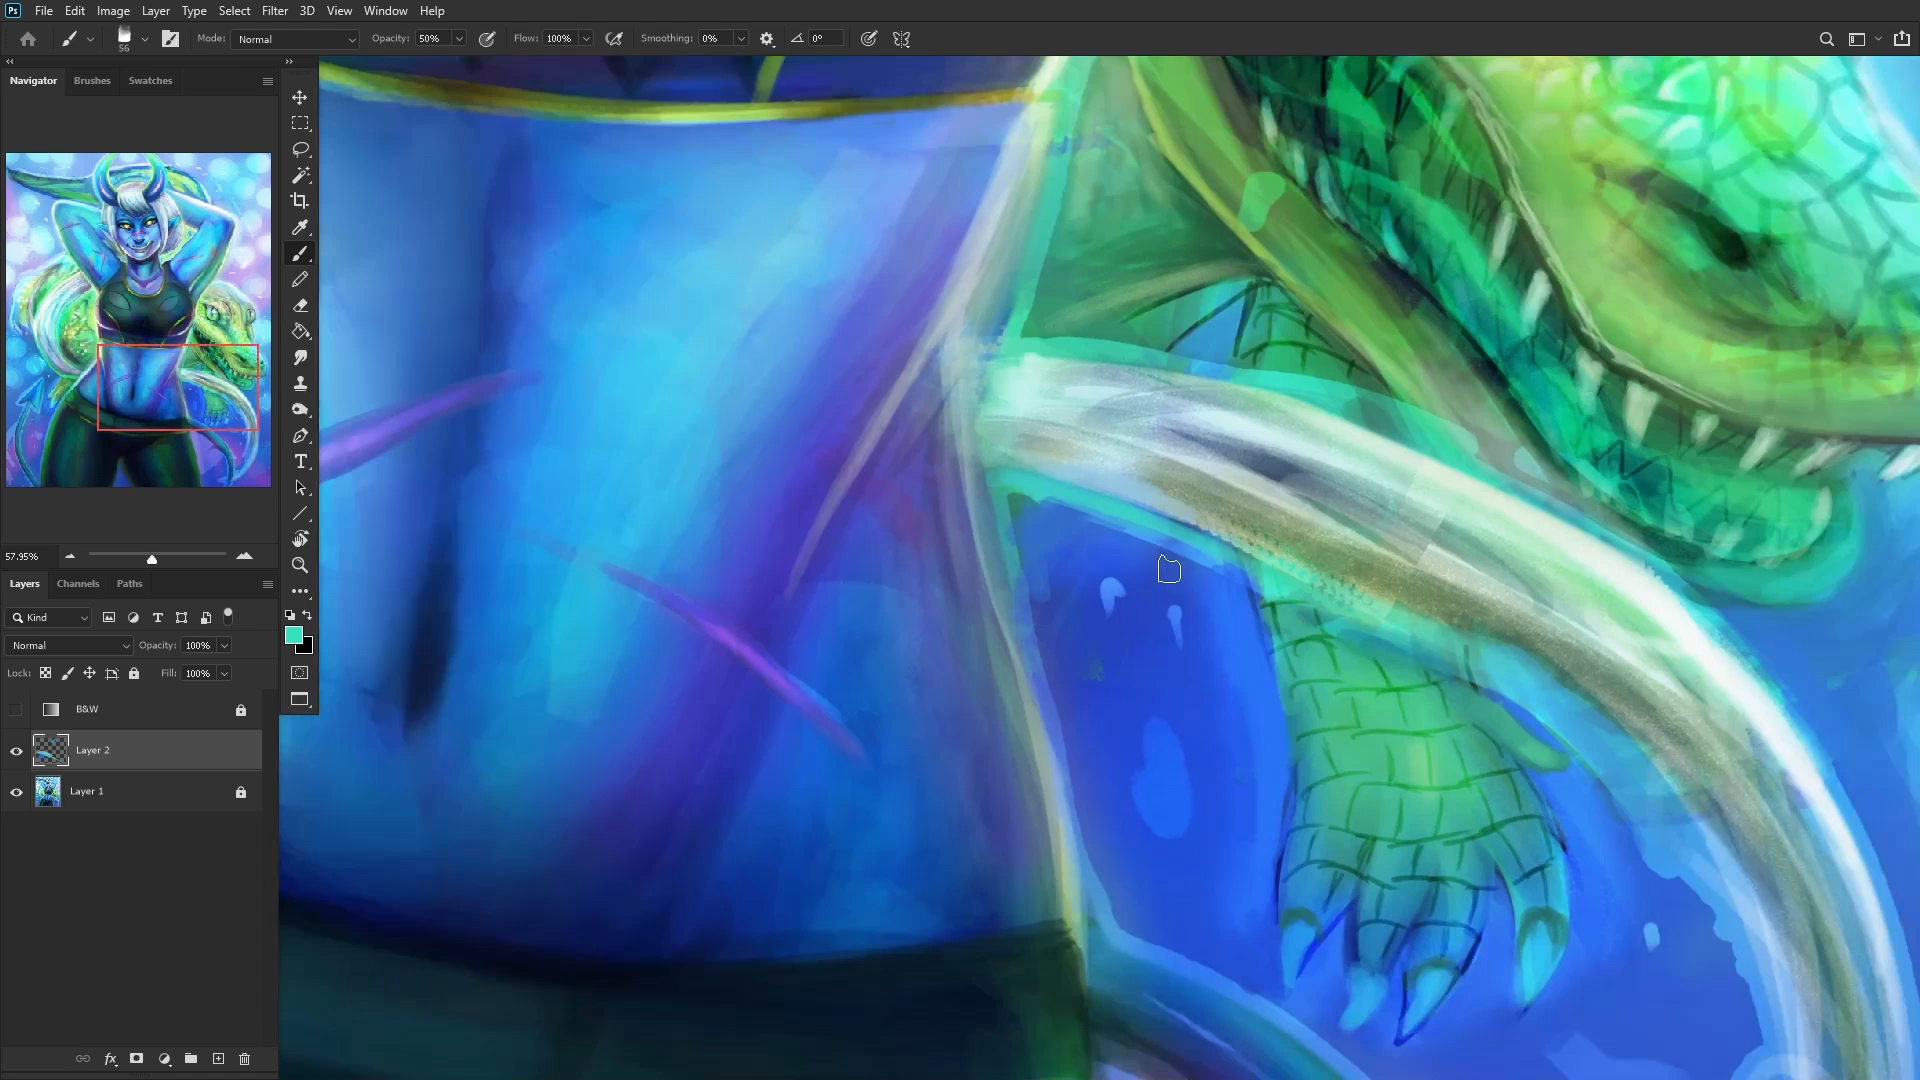 Ps File Edit Image Layer Type Select Filter 3D View Window Help
56 Mode: Normal Opacity: 50% Flow: 100% Smoothing: 0% 0°
Navigator Brushes Swatches
57.95%
Layers Channels Paths
Kind
Normal Opacity: 100%
Lock: Fill: 100%
B&W
Layer 2
Layer 1
fx